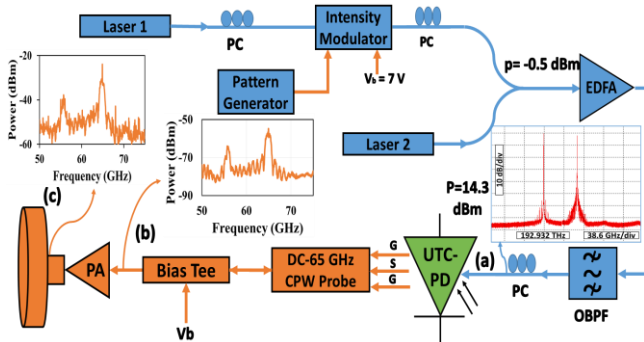 Laser 1
PC
Intensity
Modulator
PC
p= -0.5 dBm
EDFA
Pattern
Generator
Vb = 7 V
Laser 2
Power (dBm)
-20
-40
-60
50
60
70
Frequency (GHz)
(c)
Power (dBm)
-30
-50
-70
-90
50
60
70
Frequency (GHz)
(b)
P=14.3
dBm
10 dB/div
192.932 THz
38.6 GHz/div
PA
Bias Tee
Vb
DC-65 GHz
CPW Probe
G
S
G
UTC-
PD
(a)
PC
OBPF